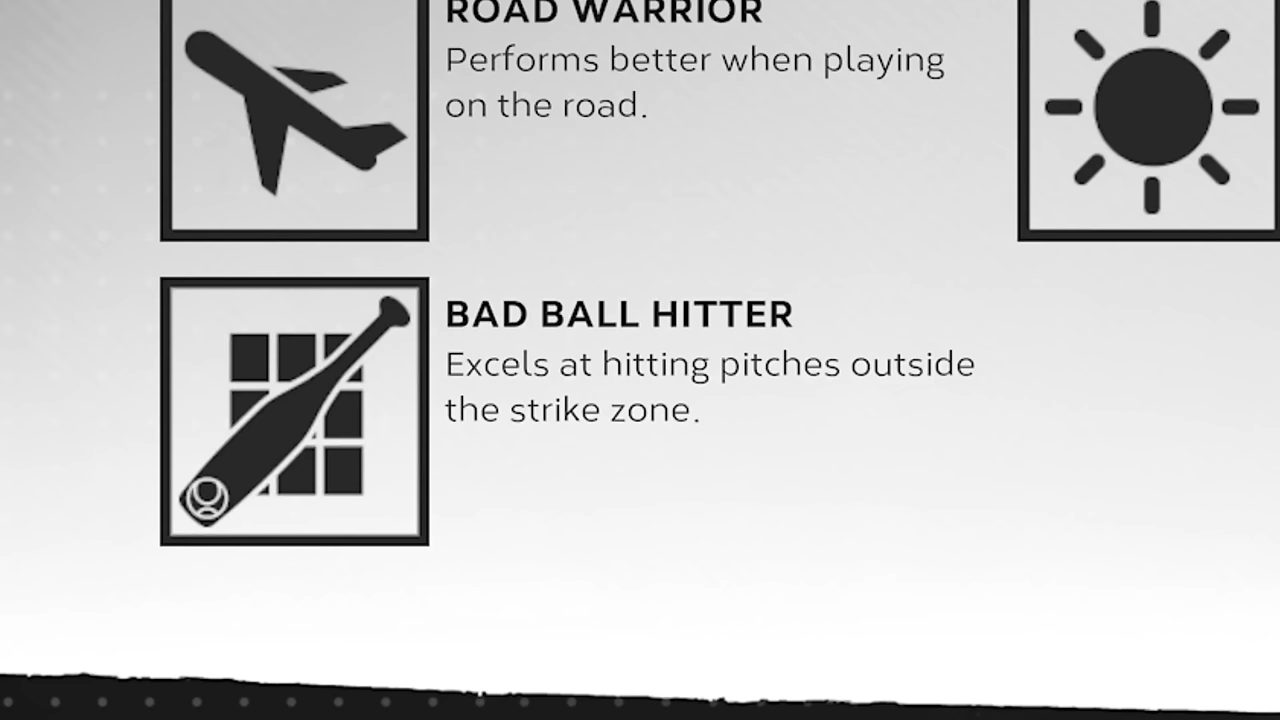 ROAD WARRIOR
Performs better when playing
on the road.
BAD BALL HITTER
Excels at hitting pitches outside
the strike zone.